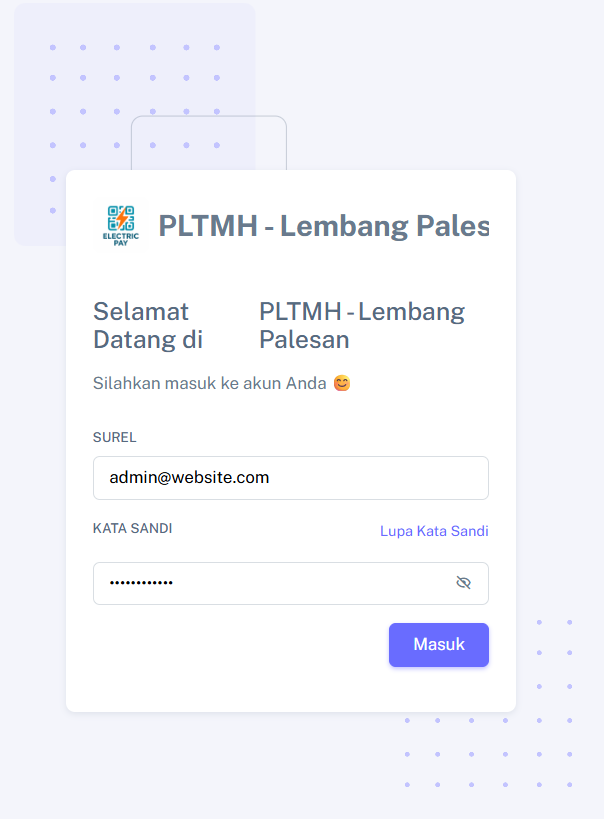 ELECTRIC
PAY
PLTMH - Lembang Pales
Selamat
Datang di
PLTMH - Lembang
Palesan
Silahkan masuk ke akun Anda 😊
SUREL
admin@website.com
KATA SANDI
Lupa Kata Sandi
••••••••••••
Masuk